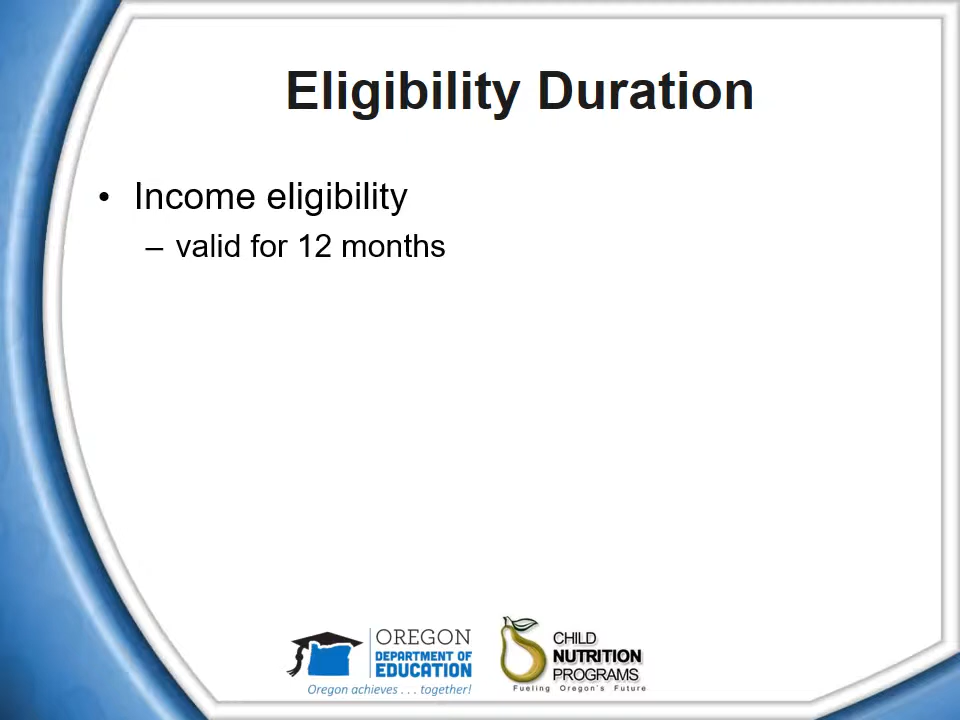 Eligibility Duration
• Income eligibility
– valid for 12 months
OREGON
DEPARTMENT OF
EDUCATION
Oregon achieves . . . together!
CHILD
NUTRITION
PROGRAMS
Fueling Oregon's Future